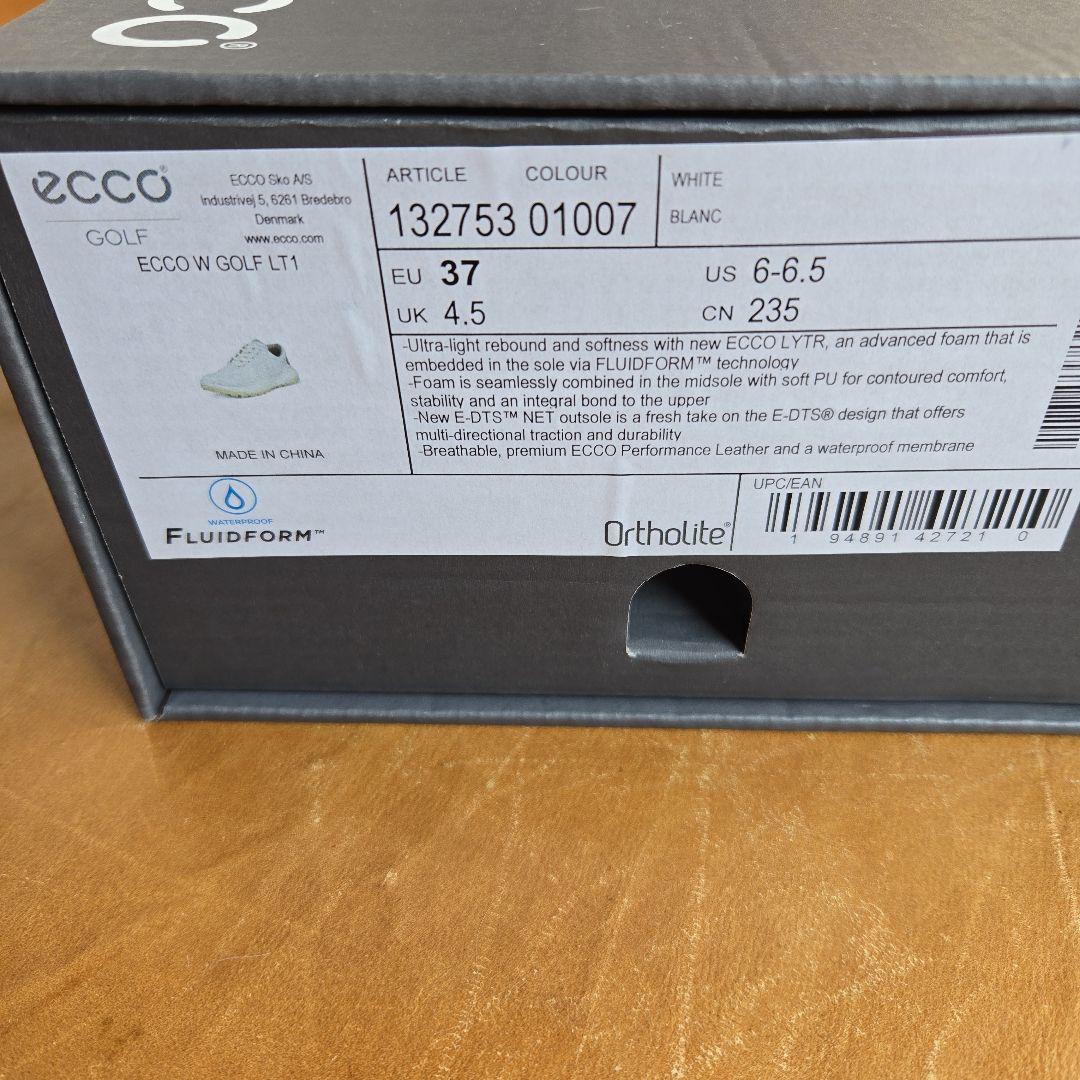 ecco
GOLF
ECCO Sko A/S
Industrivej 5, 6261 Bredebro
Denmark
www.ecco.com
ECCO W GOLF LT1
MADE IN CHINA
ARTICLE COLOUR
132753 01007
WHITE
BLANC
EU 37
US 6-6.5
UK 4.5
CN 235
-Ultra-light rebound and softness with new ECCO LYTR, an advanced foam that is
embedded in the sole via FLUIDFORM™ technology
-Foam is seamlessly combined in the midsole with soft PU for contoured comfort,
stability and an integral bond to the upper
-New E-DTS™ NET outsole is a fresh take on the E-DTS® design that offers
multi-directional traction and durability
-Breathable, premium ECCO Performance Leather and a waterproof membrane
WATERPROOF
FLUIDFORM™
Ortholite®
UPC/EAN
1 94891 42721 0